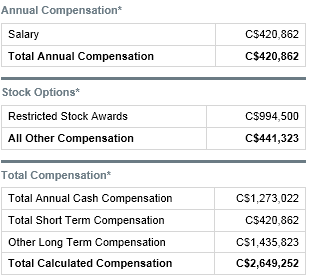 Annual Compensation*
Salary C$420,862
Total Annual Compensation C$420,862
Stock Options*
Restricted Stock Awards C$994,500
All Other Compensation C$441,323
Total Compensation*
Total Annual Cash Compensation C$1,273,022
Total Short Term Compensation C$420,862
Other Long Term Compensation C$1,435,823
Total Calculated Compensation C$2,649,252